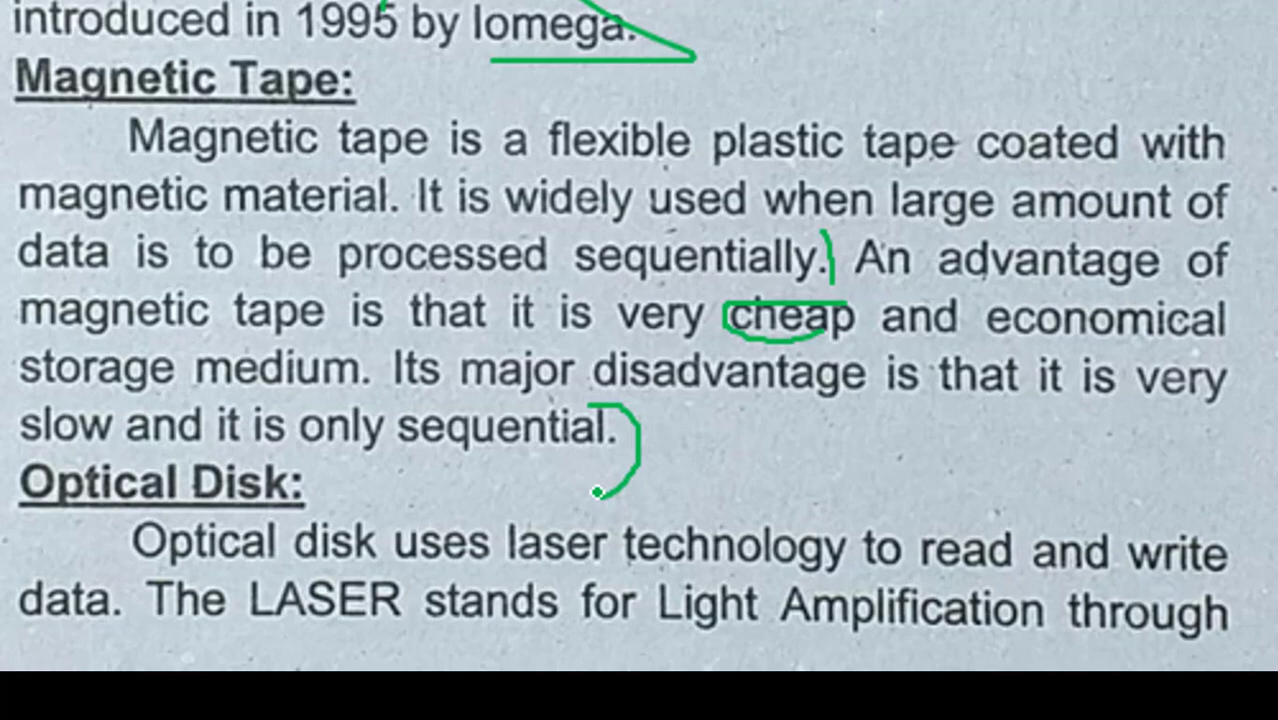 introduced in 1995 by Iomega.
Magnetic Tape:
Magnetic tape is a flexible plastic tape coated with
magnetic material. It is widely used when large amount of
data is to be processed sequentially. An advantage of
magnetic tape is that it is very cheap and economical
storage medium. Its major disadvantage is that it is very
slow and it is only sequential.
Optical Disk:
Optical disk uses laser technology to read and write
data. The LASER stands for Light Amplification through